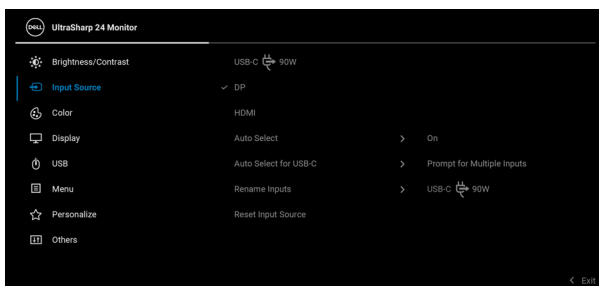 DELL UltraSharp 24 Monitor
Brightness/Contrast USB-C 90W
Input Source ✓ DP
Color HDMI
Display Auto Select > On
USB Auto Select for USB-C > Prompt for Multiple Inputs
Menu Rename Inputs > USB-C 90W
Personalize Reset Input Source
Others
< Exit